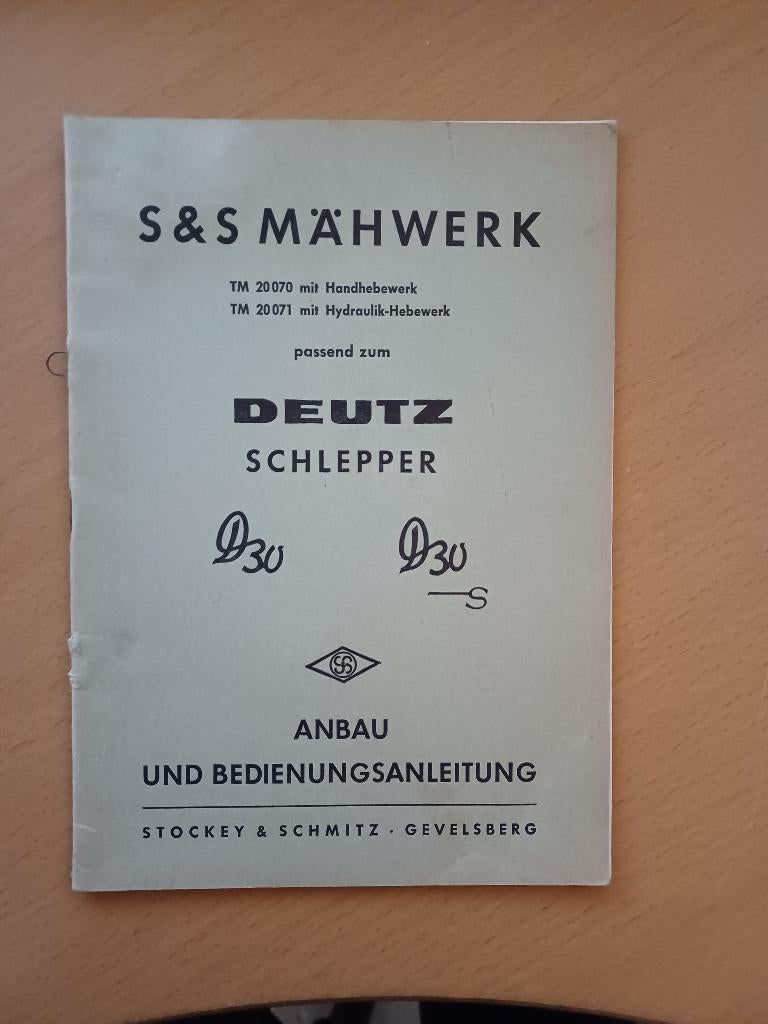 S & S MÄHWERK
TM 20070 mit Handhebewerk
TM 20071 mit Hydraulik-Hebewerk
passend zum
DEUTZ
SCHLEPPER
D30 D30
S
SS
ANBAU
UND BEDIENUNGSANLEITUNG
STOCKEY & SCHMITZ · GEVELSBERG